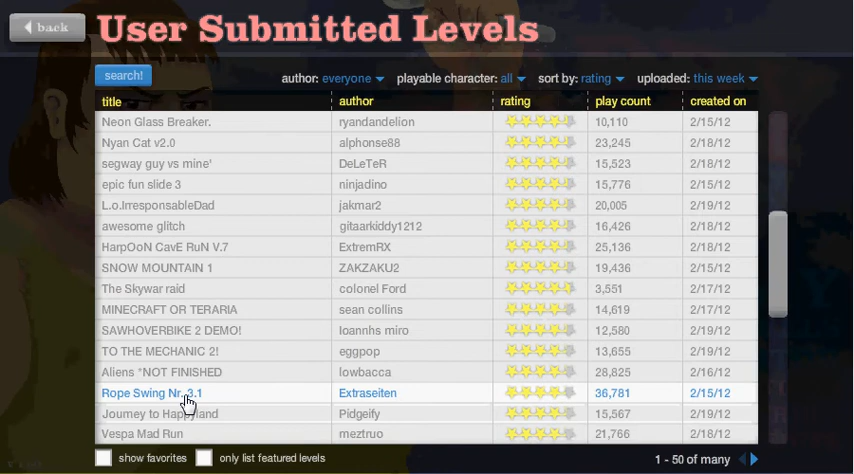 back User Submitted Levels
search! author: everyone playable character: all sort by: rating uploaded: this week
title author rating play count created on
Neon Glass Breaker. ryandandelion 10,110 2/15/12
Nyan Cat v2.0 alphonse88 23,245 2/18/12
segway guy vs mine' DeLeTeR 15,523 2/18/12
epic fun slide 3 ninjadino 15,776 2/15/12
L.o.IrresponsableDad jakmar2 20,005 2/19/12
awesome glitch gitaarkiddy1212 16,426 2/18/12
HarpOoN CavE RuN V.7 ExtremRX 25,136 2/18/12
SNOW MOUNTAIN 1 ZAKZAKU2 19,436 2/15/12
The Skywar raid colonel Ford 3,551 2/17/12
MINECRAFT OR TERARIA sean collins 14,619 2/17/12
SAWHOVERBIKE 2 DEMO! Ioannhs miro 12,580 2/19/12
TO THE MECHANIC 2! eggpop 13,655 2/19/12
Aliens *NOT FINISHED lowbacca 28,825 2/16/12
Rope Swing Nr. 3.1 Extraseiten 36,781 2/15/12
Journey to Happyland Pidgeify 15,567 2/19/12
Vespa Mad Run meztruo 21,766 2/18/12
show favorites only list featured levels 1 - 50 of many